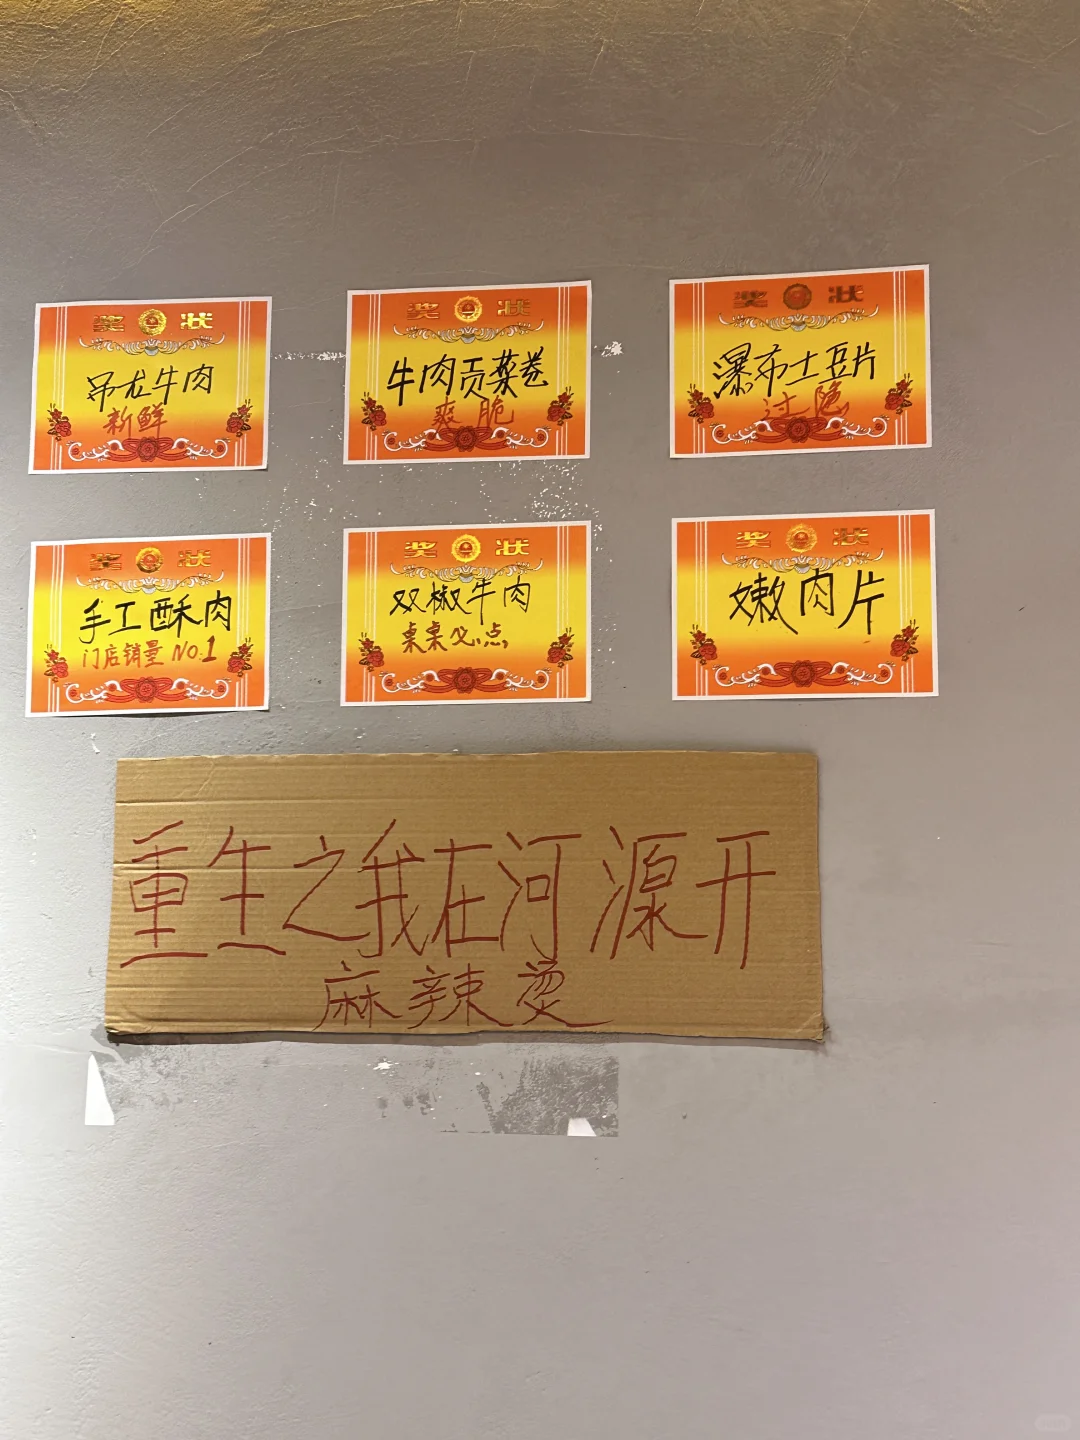 奖状
吊龙牛肉
新鲜
奖状
牛肉贡菜卷
爽脆
奖状
瀑布土豆片
过瘾
奖状
手工酥肉
门店销量NO.1
奖状
双椒牛肉
桌桌必点
奖状
嫩肉片
重生之我在河源开
麻辣烫